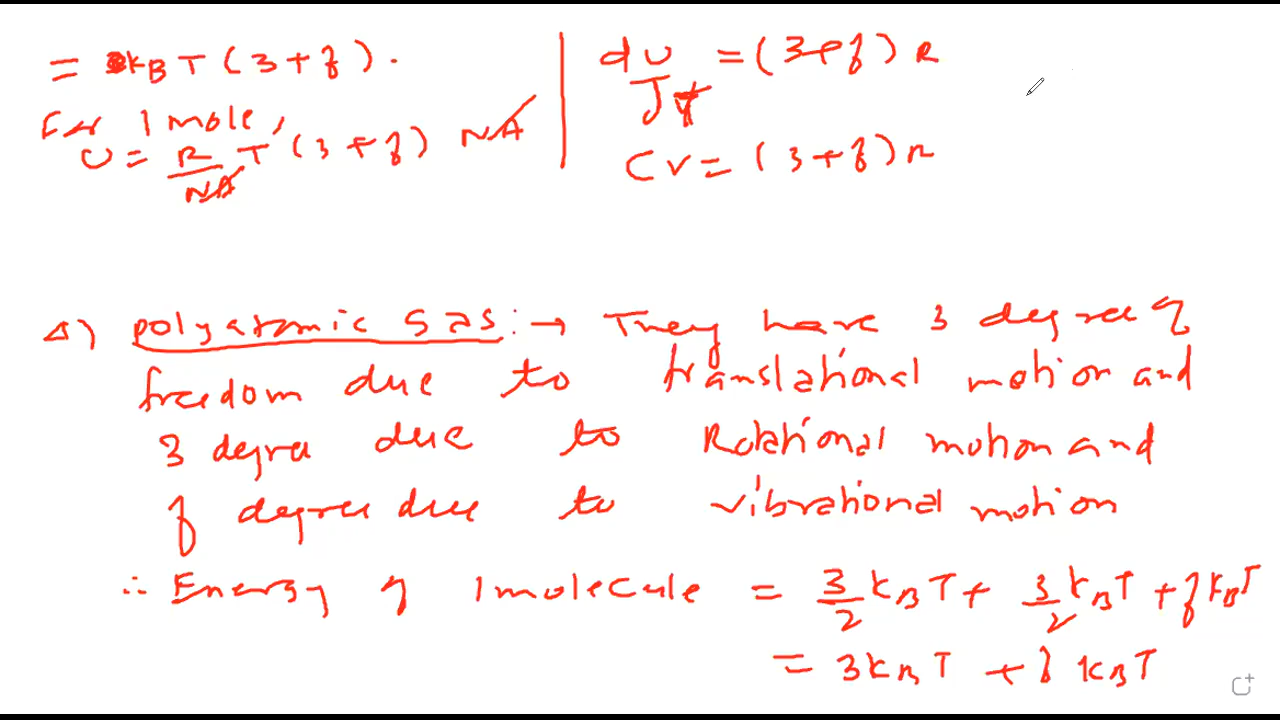 = kBT (3+f).
For 1 mole,
U = R/NA T (3+f) NA
dU/dT = (3+f) R
CV = (3+f) R
4) polyatomic gas :→ They have 3 degree of
freedom due to translational motion and
3 degree due to Rotational motion and
f degree due to vibrational motion
∴ Energy of 1 molecule = 3/2 kBT + 3/2 kBT + f kBT
= 3kBT + f kBT